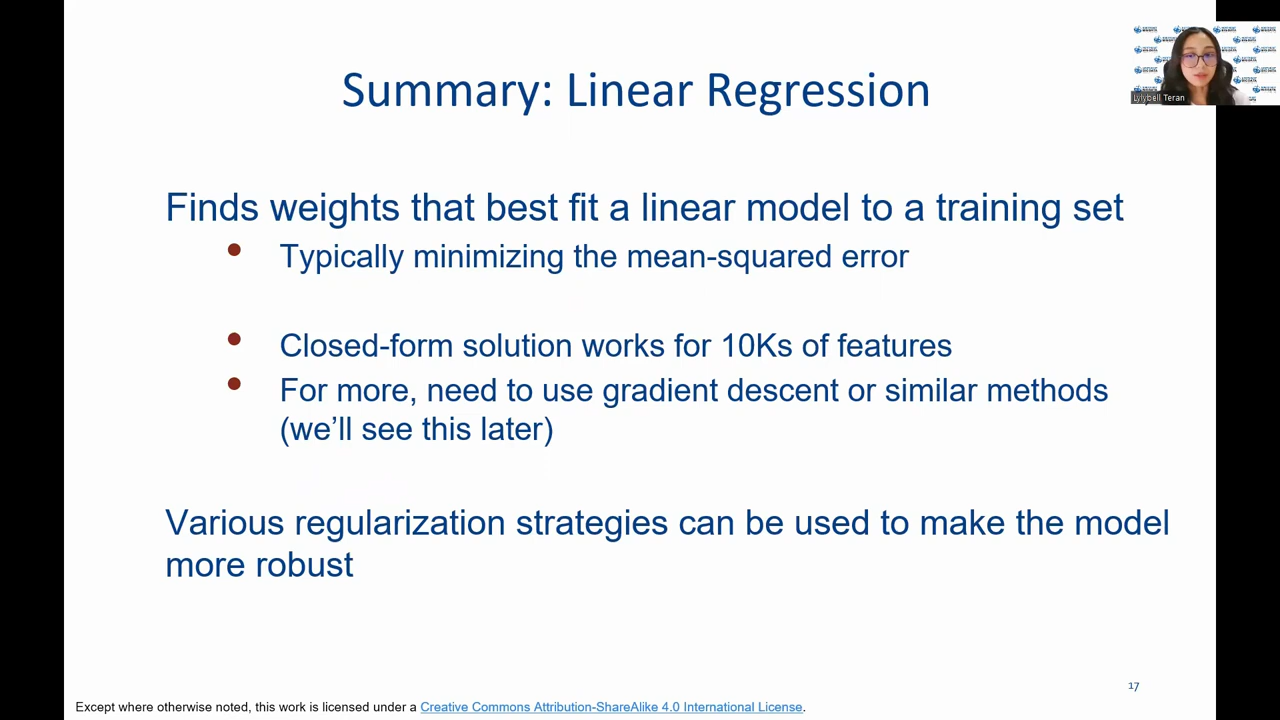 Summary: Linear Regression
Lylybell Teran
Finds weights that best fit a linear model to a training set
• Typically minimizing the mean-squared error
• Closed-form solution works for 10Ks of features
• For more, need to use gradient descent or similar methods
(we’ll see this later)
Various regularization strategies can be used to make the model
more robust
17
Except where otherwise noted, this work is licensed under a Creative Commons Attribution-ShareAlike 4.0 International License.